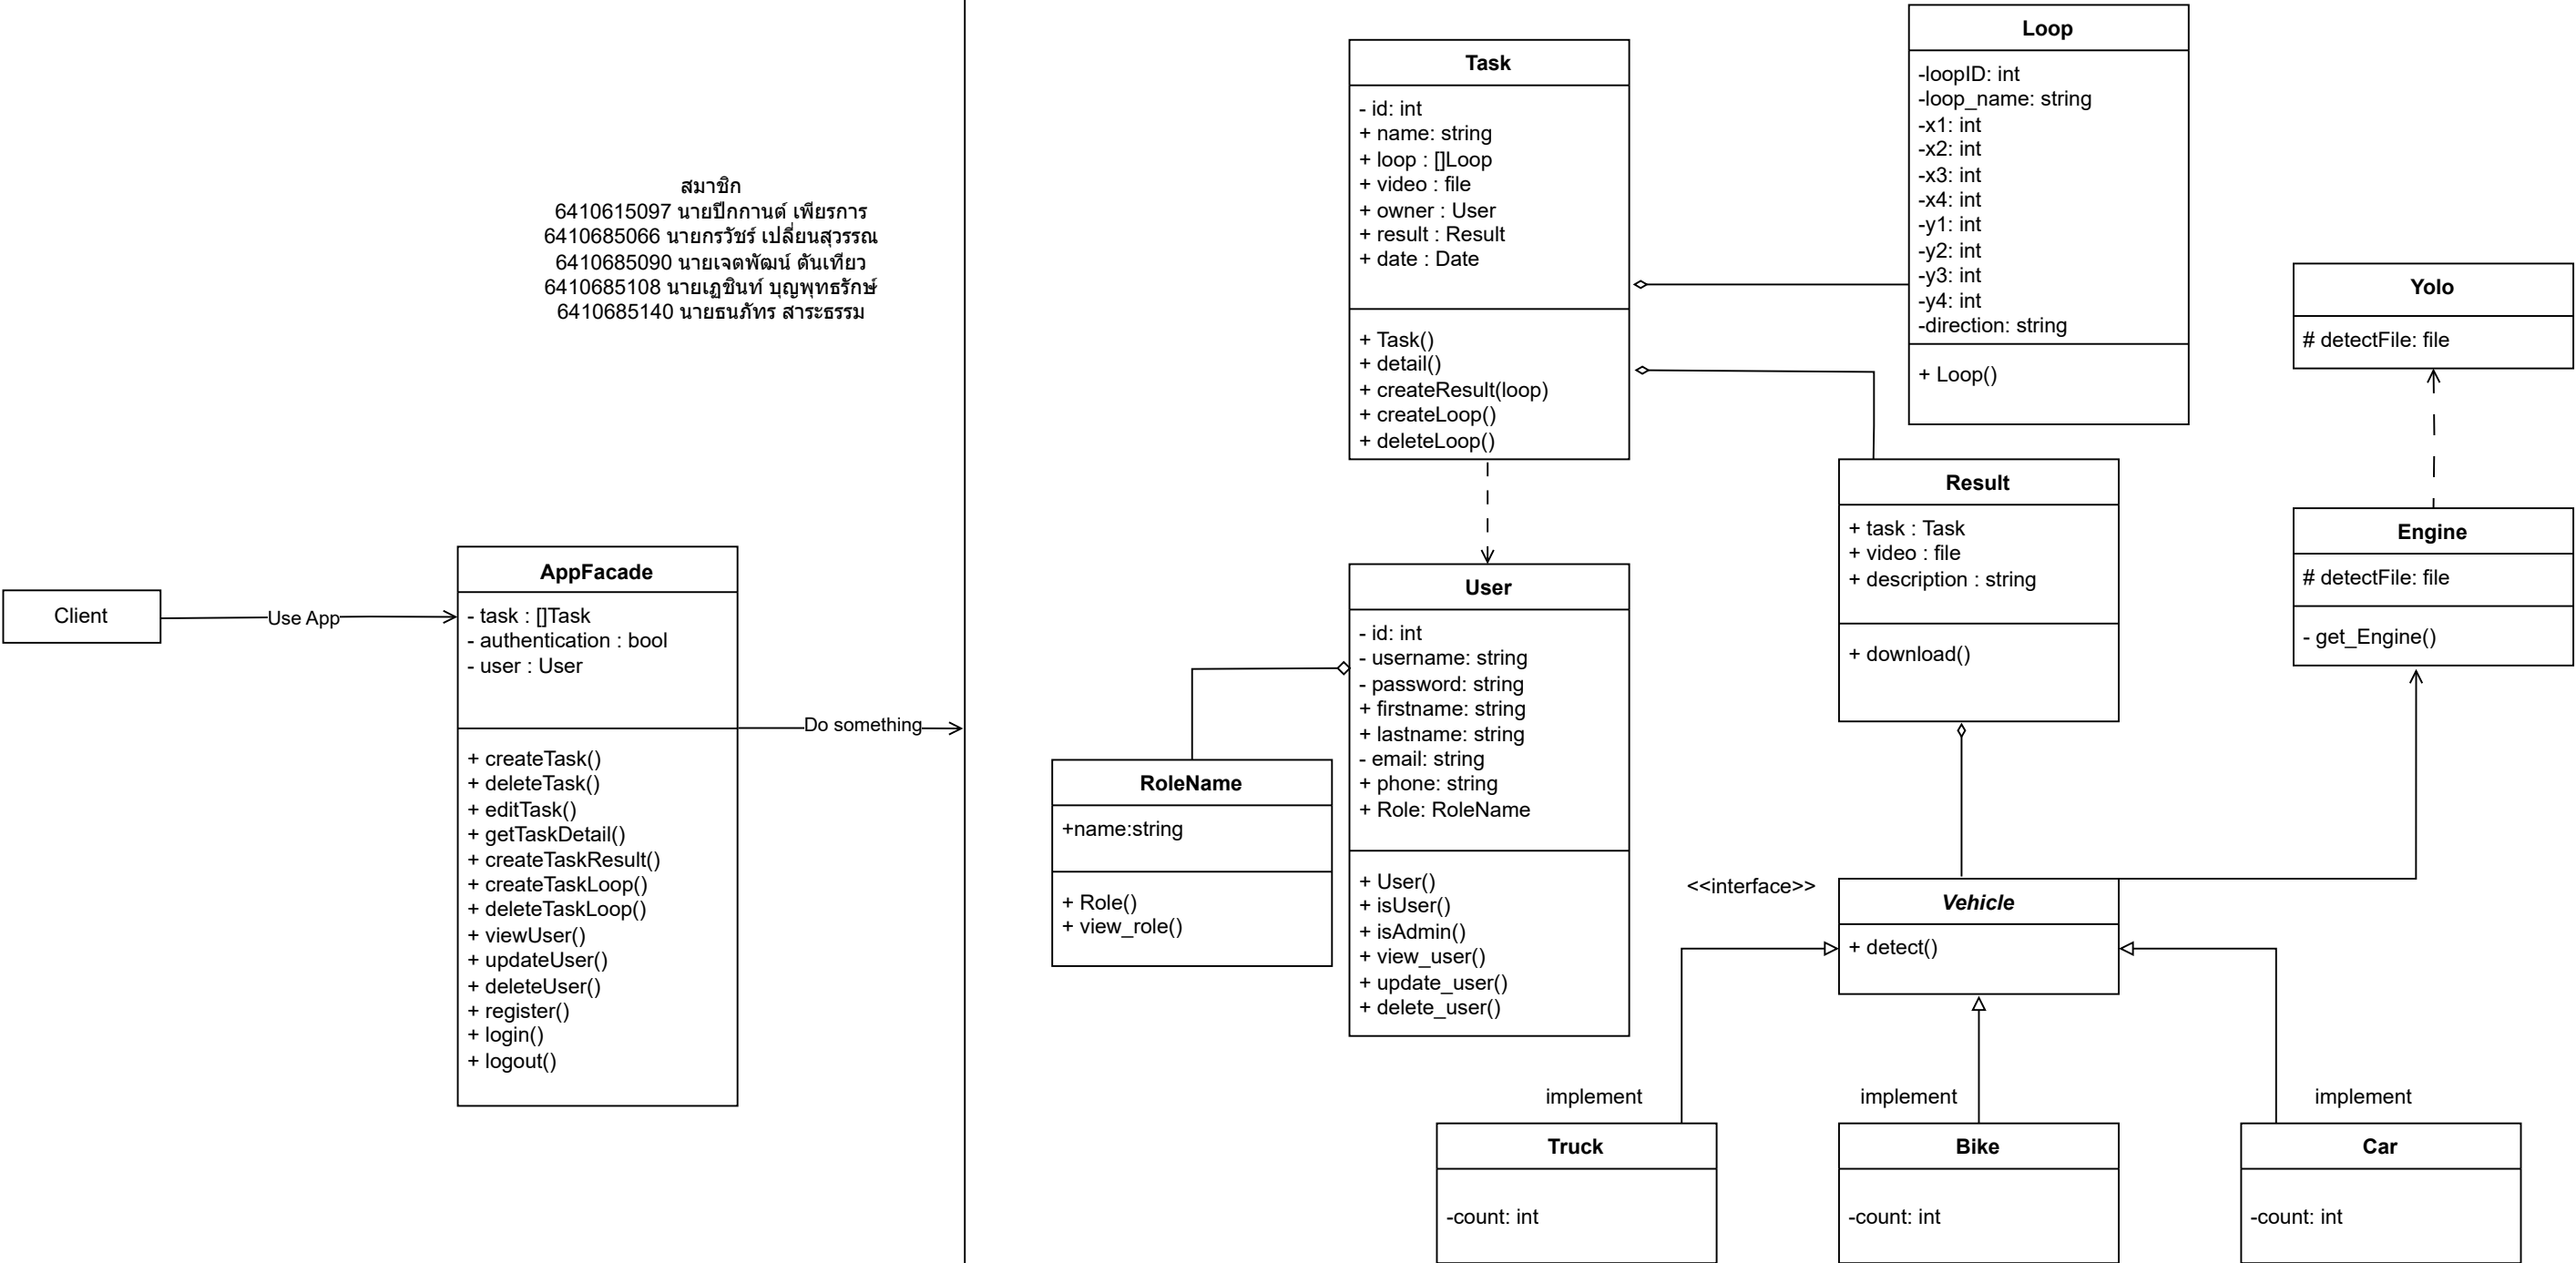 สมาชิก
6410615097 นายปีกกานต์ เพียรการ
6410685066 นายกรวัชร์ เปลี่ยนสุวรรณ
6410685090 นายเจตพัฒน์ ตันเทียว
6410685108 นายเฏชินท์ บุญพุทธรักษ์
6410685140 นายธนภัทร สาระธรรม
Client
Use App
AppFacade
- task : []Task
- authentication : bool
- user : User
+ createTask()
+ deleteTask()
+ editTask()
+ getTaskDetail()
+ createTaskResult()
+ createTaskLoop()
+ deleteTaskLoop()
+ viewUser()
+ updateUser()
+ deleteUser()
+ register()
+ login()
+ logout()
Do something
Task
- id: int
+ name: string
+ loop : []Loop
+ video : file
+ owner : User
+ result : Result
+ date : Date
+ Task()
+ detail()
+ createResult(loop)
+ createLoop()
+ deleteLoop()
Loop
-loopID: int
-loop_name: string
-x1: int
-x2: int
-x3: int
-x4: int
-y1: int
-y2: int
-y3: int
-y4: int
-direction: string
+ Loop()
Yolo
# detectFile: file
Engine
# detectFile: file
- get_Engine()
Result
+ task : Task
+ video : file
+ description : string
+ download()
User
- id: int
- username: string
- password: string
+ firstname: string
+ lastname: string
- email: string
+ phone: string
+ Role: RoleName
+ User()
+ isUser()
+ isAdmin()
+ view_user()
+ update_user()
+ delete_user()
RoleName
+name:string
+ Role()
+ view_role()
<<interface>>
Vehicle
+ detect()
implement
implement
implement
Truck
-count: int
Bike
-count: int
Car
-count: int